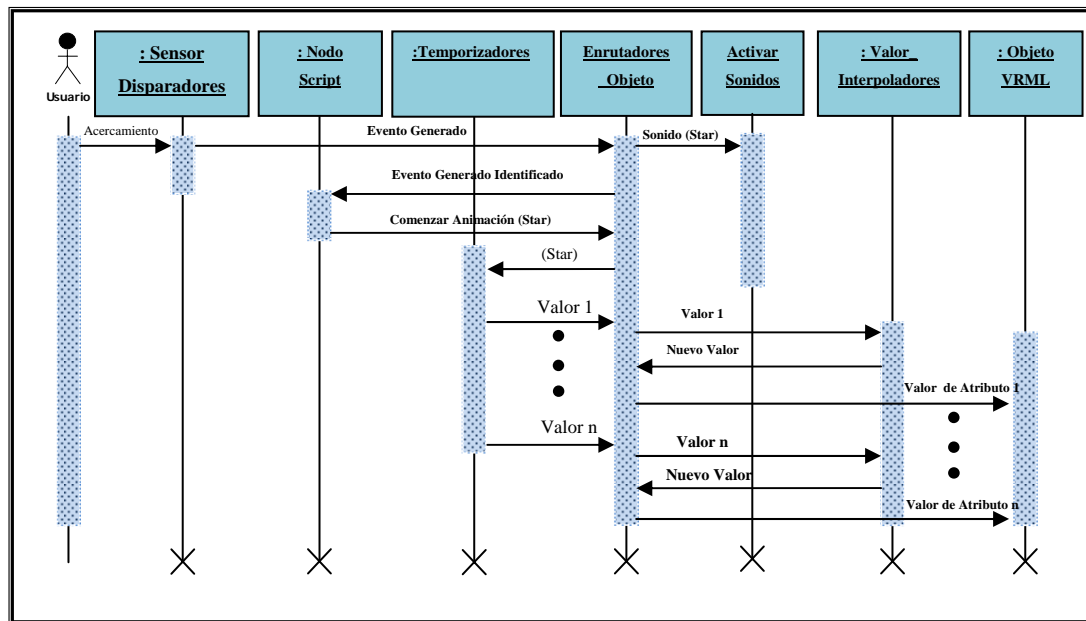 : Sensor
Disparadores
: Nodo
Script
:Temporizadores
Enrutadores
_Objeto
Activar
Sonidos
: Valor_
Interpoladores
: Objeto
VRML
Usuario
Acercamiento
Evento Generado
Sonido (Star)
Evento Generado Identificado
Comenzar Animación (Star)
(Star)
Valor 1
Valor 1
Nuevo Valor
Valor de Atributo 1
Valor n
Valor n
Nuevo Valor
Valor de Atributo n